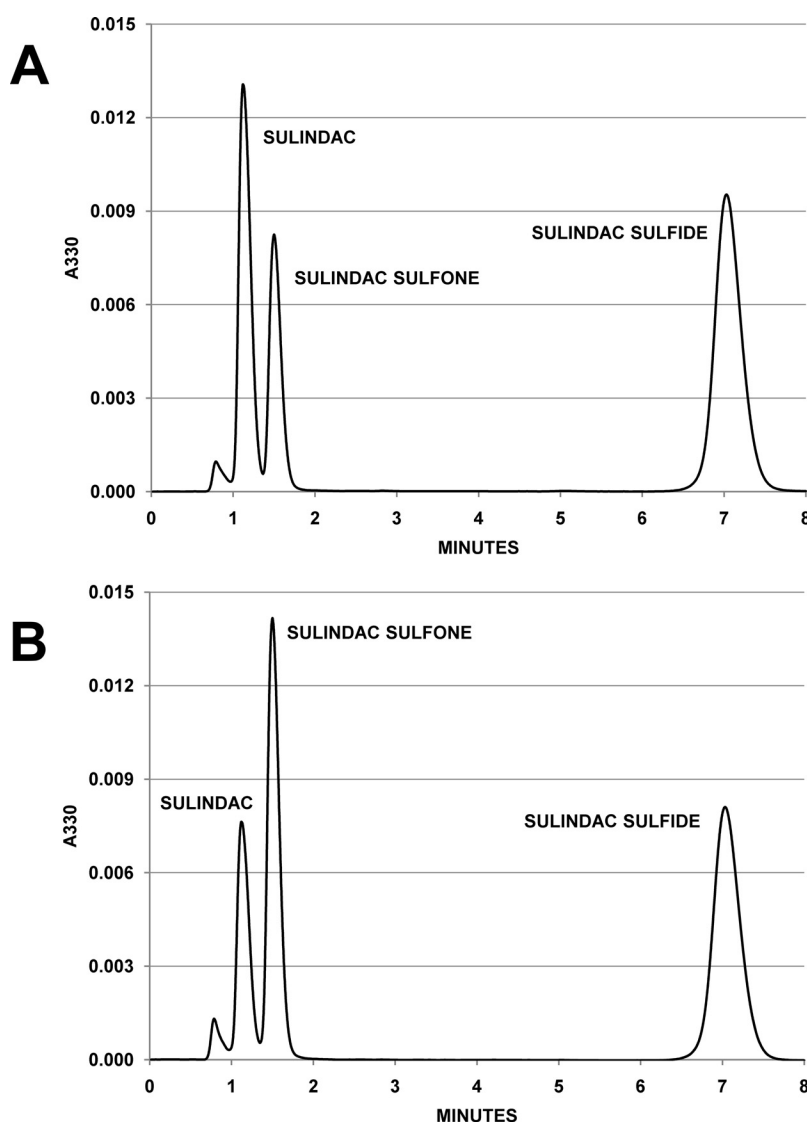 A
0.015
0.012
0.009
0.006
0.003
0.000
A330
SULINDAC
SULINDAC SULFONE
SULINDAC SULFIDE
0 1 2 3 4 5 6 7 8
MINUTES
B
0.015
0.012
0.009
0.006
0.003
0.000
A330
SULINDAC SULFONE
SULINDAC
SULINDAC SULFIDE
0 1 2 3 4 5 6 7 8
MINUTES